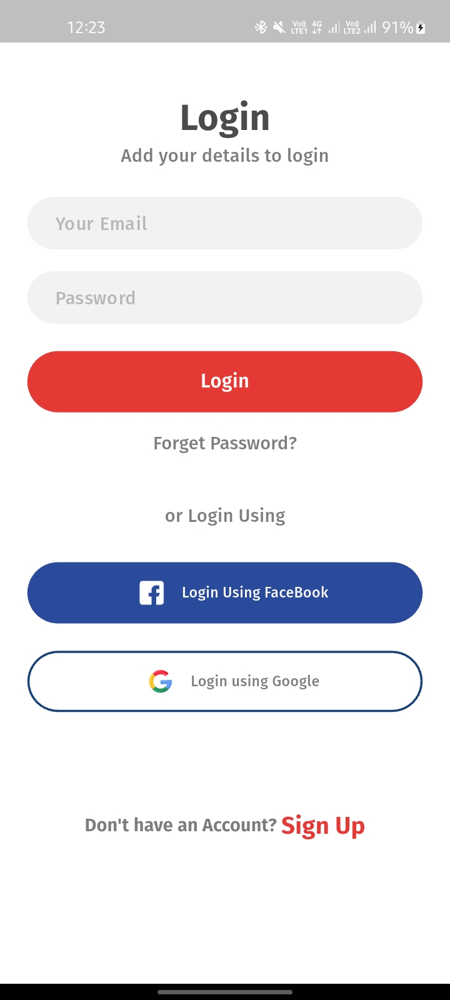 12:23 Vo)) LTE1 4G Vo)) LTE2 91%
Login
Add your details to login
Your Email
Password
Login
Forget Password?
or Login Using
Login Using FaceBook
Login using Google
Don't have an Account? Sign Up